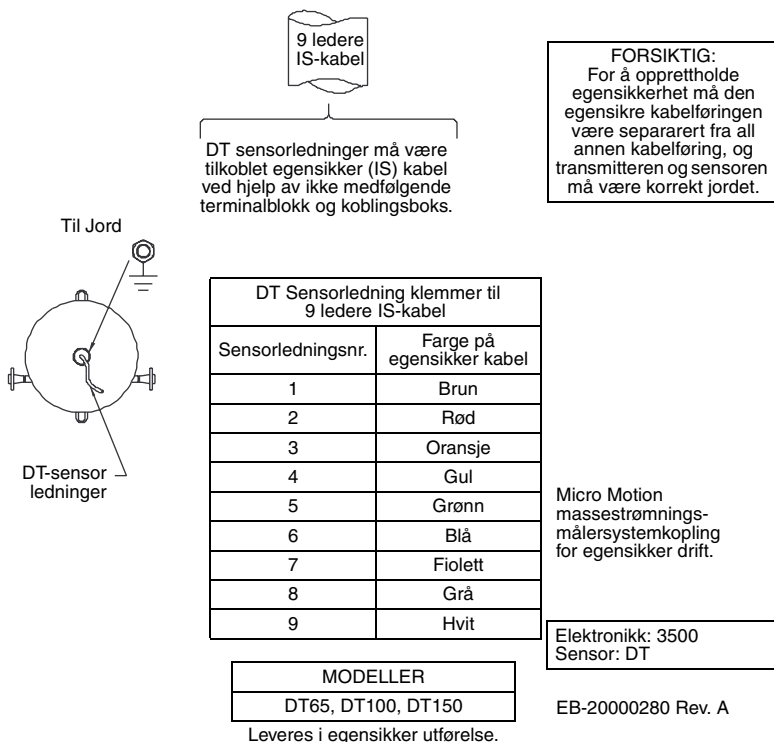 9 ledere
IS-kabel
DT sensorledninger må være
tilkoblet egensikker (IS) kabel
ved hjelp av ikke medfølgende
terminalblokk og koblingsboks.
FORSIKTIG:
For å opprettholde
egensikkerhet må den
egensikre kabelføringen
være separarert fra all
annen kabelføring, og
transmitteren og sensoren
må være korrekt jordet.
Til Jord
DT-sensor
ledninger
DT Sensorledning klemmer til
9 ledere IS-kabel
Sensorledningsnr. Farge på
egensikker kabel
1 Brun
2 Rød
3 Oransje
4 Gul
5 Grønn
6 Blå
7 Fiolett
8 Grå
9 Hvit
Micro Motion
massestrømnings-
målersystemkopling
for egensikker drift.
Elektronikk: 3500
Sensor: DT
MODELLER
DT65, DT100, DT150
Leveres i egensikker utførelse.
EB-20000280 Rev. A